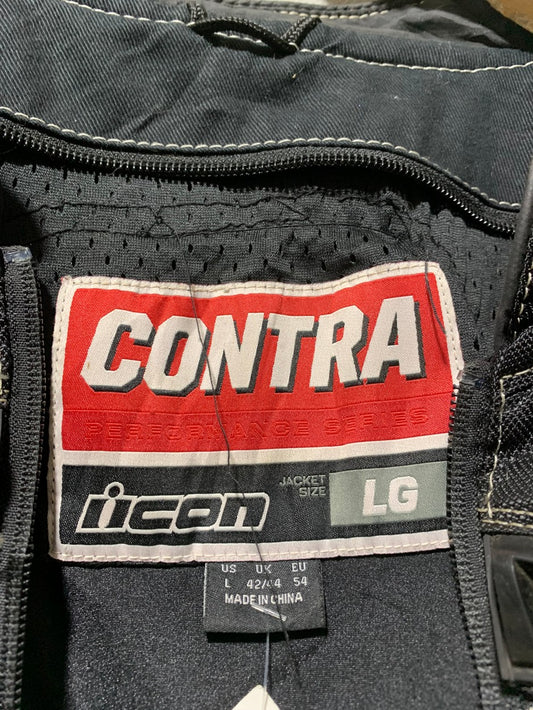 CONTRA
PERFORMANCE SERIES
icon
JACKET
SIZE
LG
US UK EU
L 42/44 54
MADE IN CHINA